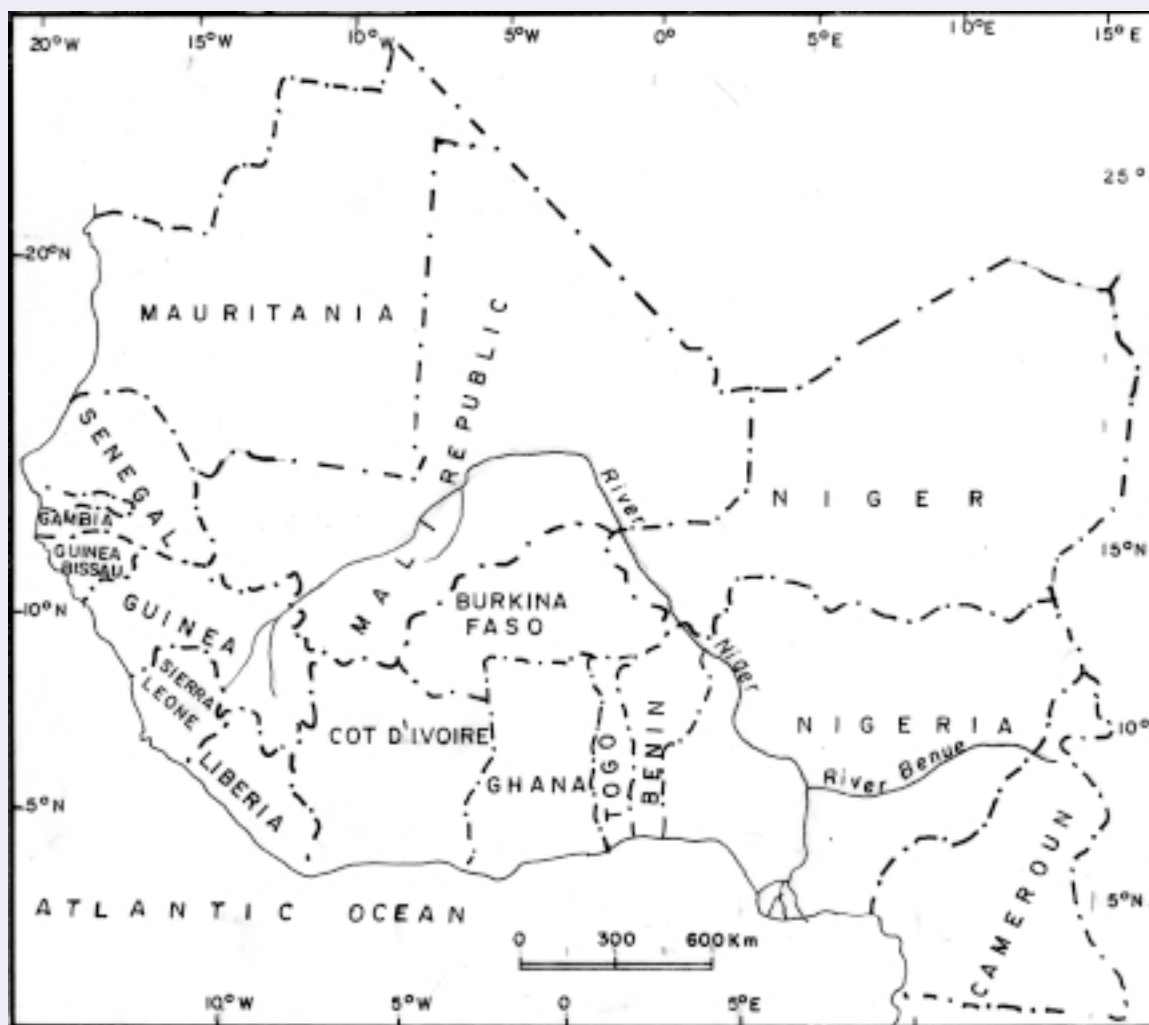 20°W 15°W 10°W 5°W 0° 5°E 10°E 15°E
25°
20°N
MAURITANIA
MALI REPUBLIC
SENEGAL
River Niger
NIGER
GAMBIA
GUINEA
BISSAU
15°N
10°N
GUINEA
BURKINA
FASO
SIERRA
LEONE
LIBERIA
COT D'IVOIRE
GHANA
TOGO
BENIN
NIGERIA
River Benue
10°
5°N
CAMEROUN
5°N
ATLANTIC OCEAN
0 300 600Km
10°W 5°W 0 5°E